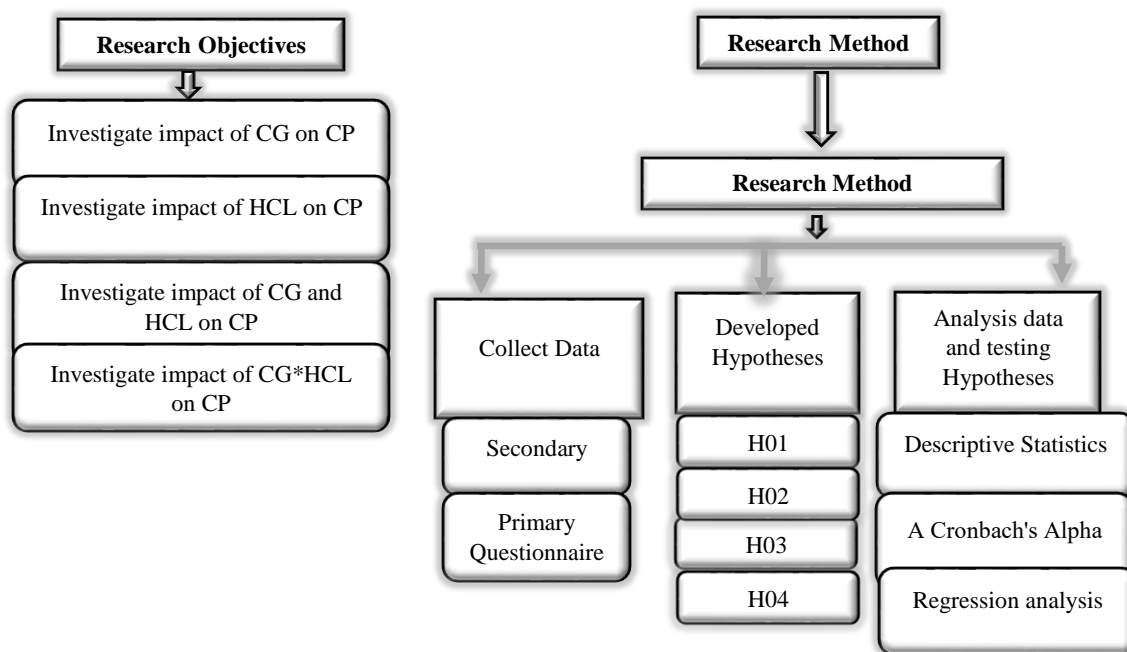 Research Objectives
Investigate impact of CG on CP
Investigate impact of HCL on CP
Investigate impact of CG and
HCL on CP
Investigate impact of CG*HCL
on CP
Research Method
Research Method
Collect Data
Secondary
Primary
Questionnaire
Developed
Hypotheses
H01
H02
H03
H04
Analysis data
and testing
Hypotheses
Descriptive Statistics
A Cronbach's Alpha
Regression analysis